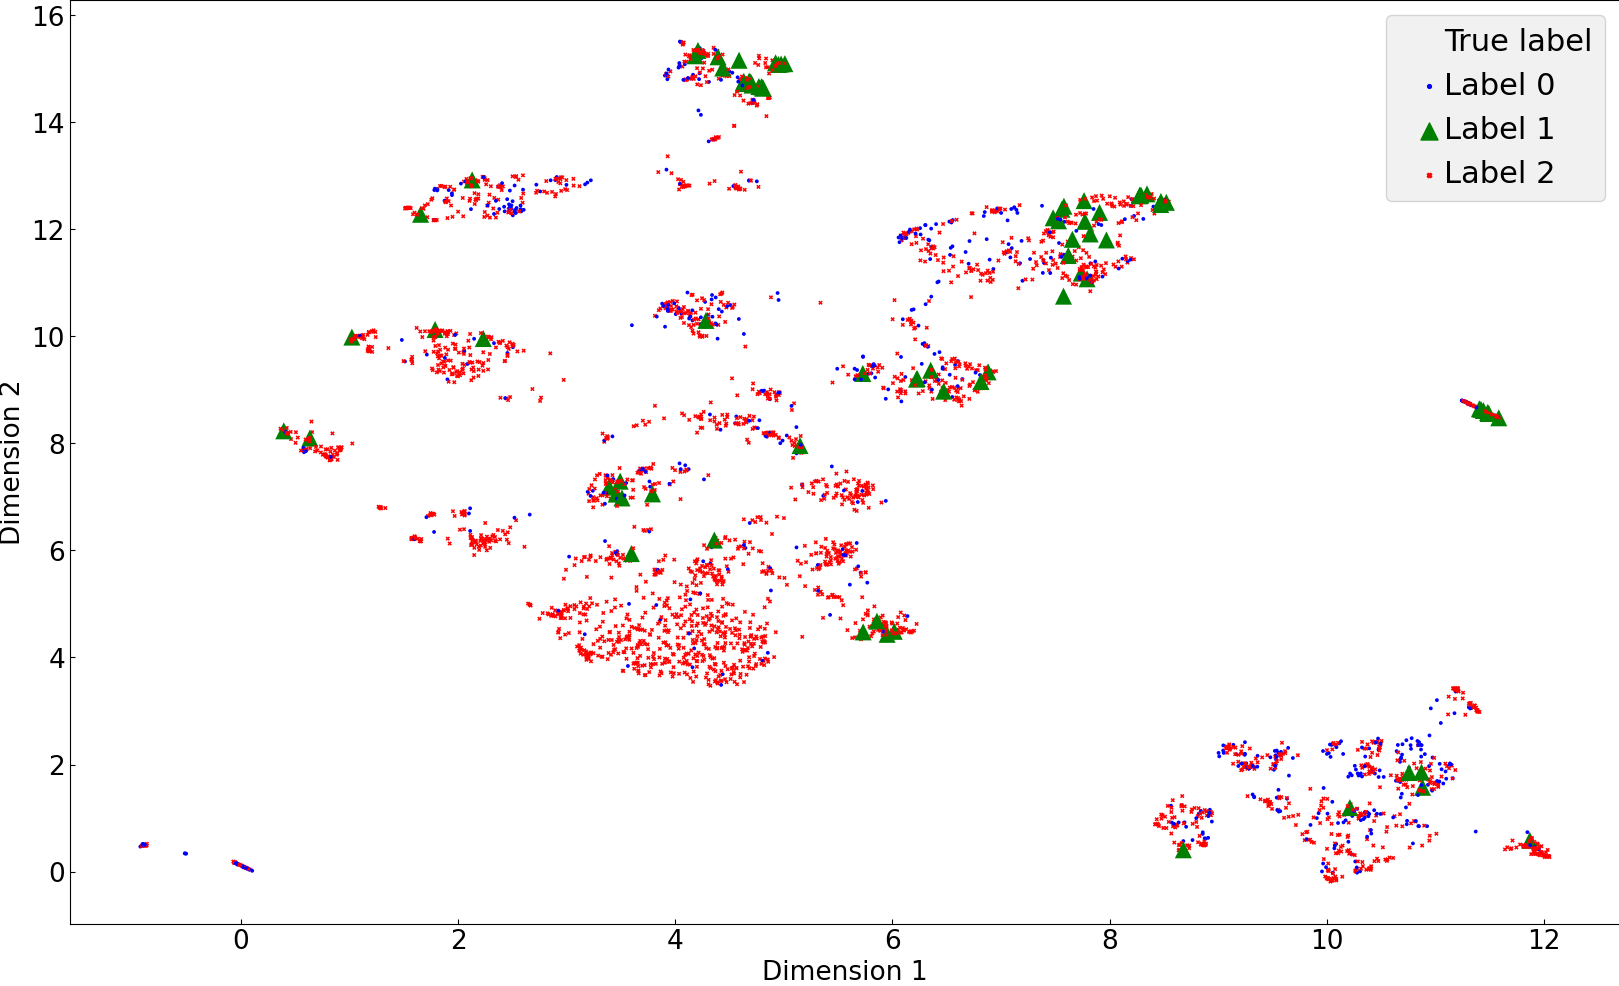 True label
Label 0
Label 1
Label 2
16
14
12
10
8
6
4
2
0
Dimension 2
0 2 4 6 8 10 12
Dimension 1